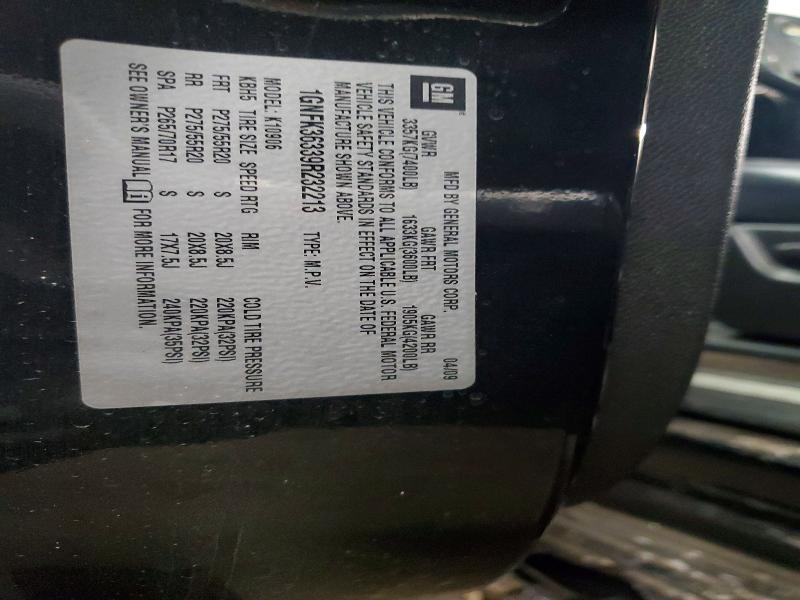 GM MFD BY GENERAL MOTORS CORP. 04/09
GVWR GAWR FRT GAWR RR
3357KG(7400LB) 1633KG(3600LB) 1905KG(4200LB)
THIS VEHICLE CONFORMS TO ALL APPLICABLE U.S. FEDERAL MOTOR
VEHICLE SAFETY STANDARDS IN EFFECT ON THE DATE OF
MANUFACTURE SHOWN ABOVE.
1GNFK36339R232213 TYPE: M.P.V.
MODEL: K10906
KBH5 TIRE SIZE SPEED RTG RIM COLD TIRE PRESSURE
FRT P275/55R20 S 20X8.5J 220KPA(32PSI)
RR P275/55R20 S 20X8.5J 220KPA(32PSI)
SPA P265/70R17 S 17X7.5J 240KPA(35PSI)
SEE OWNER'S MANUAL FOR MORE INFORMATION.